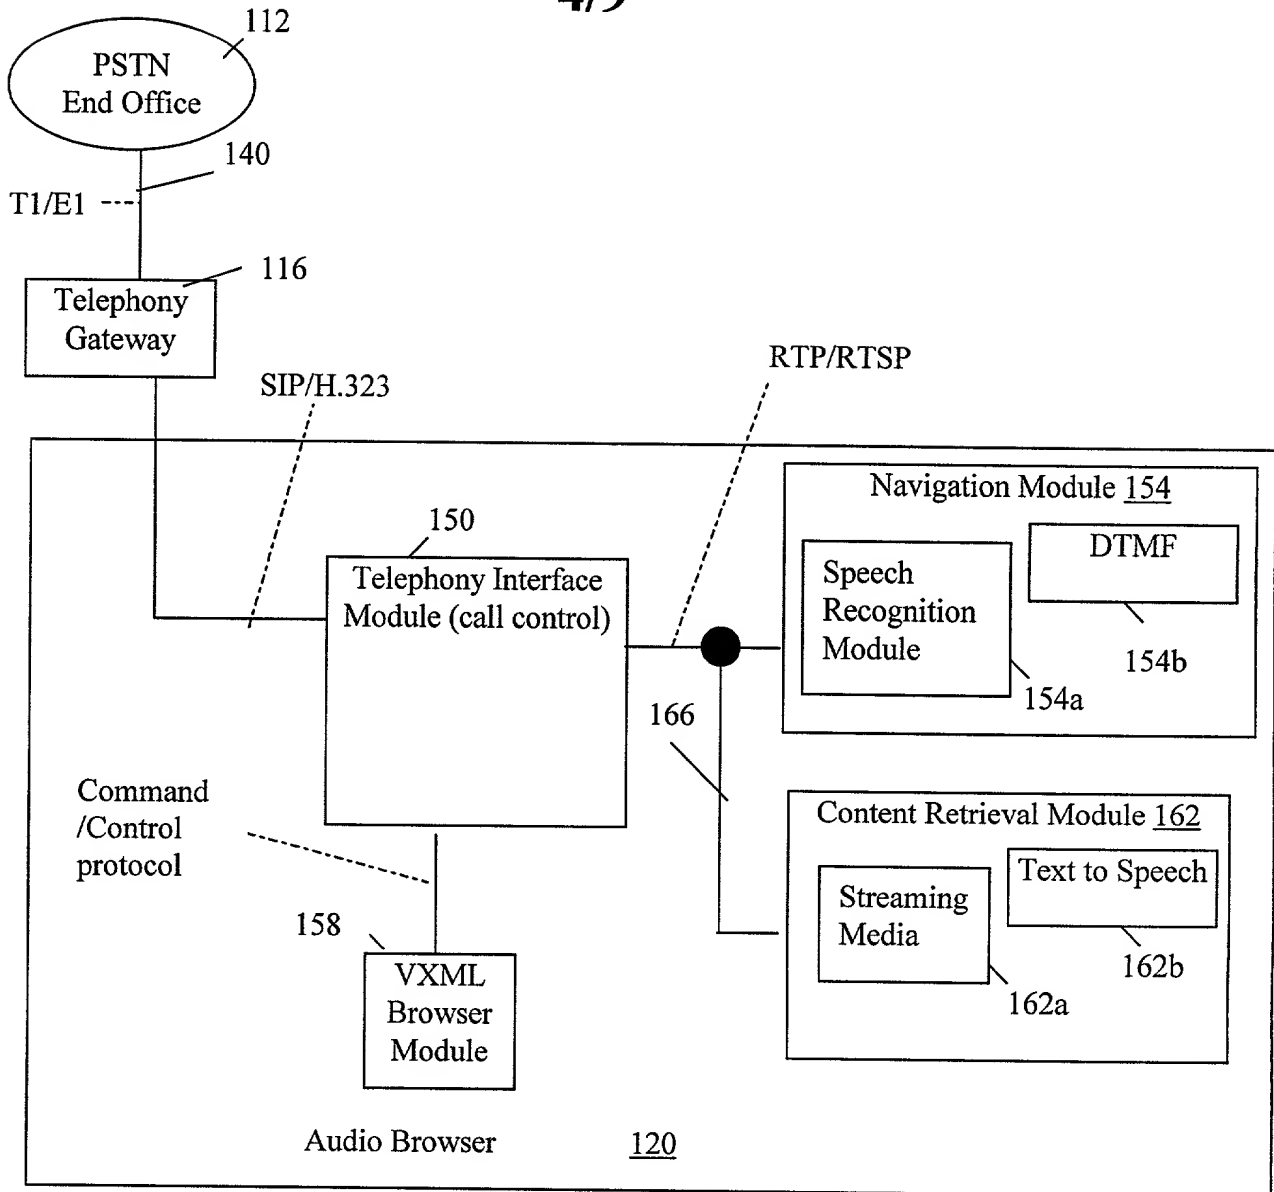 112
PSTN
End Office
140
T1/E1
116
Telephony
Gateway
RTP/RTSP
SIP/H.323
Navigation Module 154
150
DTMF
Telephony Interface
Module (call control)
Speech
Recognition
Module
154b
154a
166
Command
/Control
protocol
Content Retrieval Module 162
Text to Speech
Streaming
Media
158
162b
VXML
Browser
Module
162a
Audio Browser 120